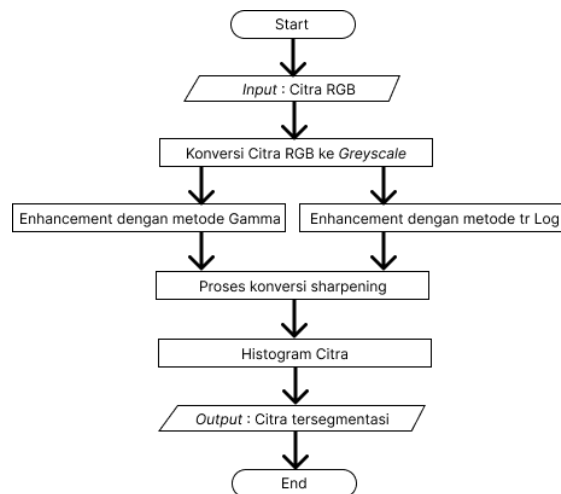 Start
Input : Citra RGB
Konversi Citra RGB ke Greyscale
Enhancement dengan metode Gamma
Enhancement dengan metode tr Log
Proses konversi sharpening
Histogram Citra
Output : Citra tersegmentasi
End